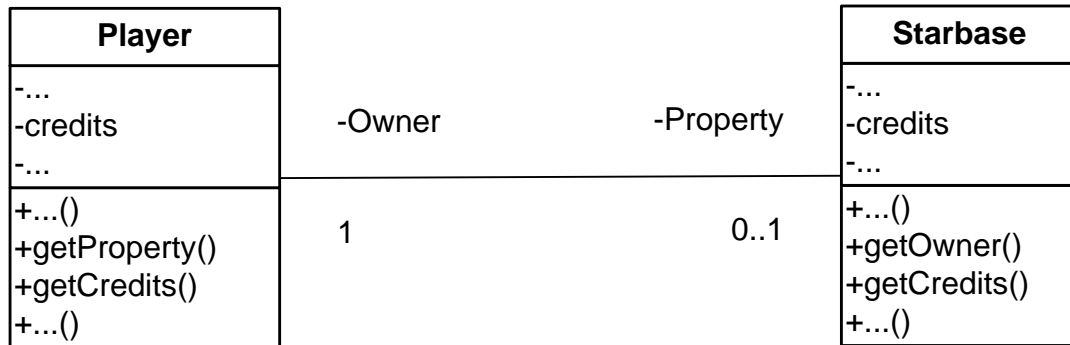 Player
-...
-credits
-...
+...()
+getProperty()
+getCredits()
+...()
-Owner
1
-Property
0..1
Starbase
-...
-credits
-...
+...()
+getOwner()
+getCredits()
+...()